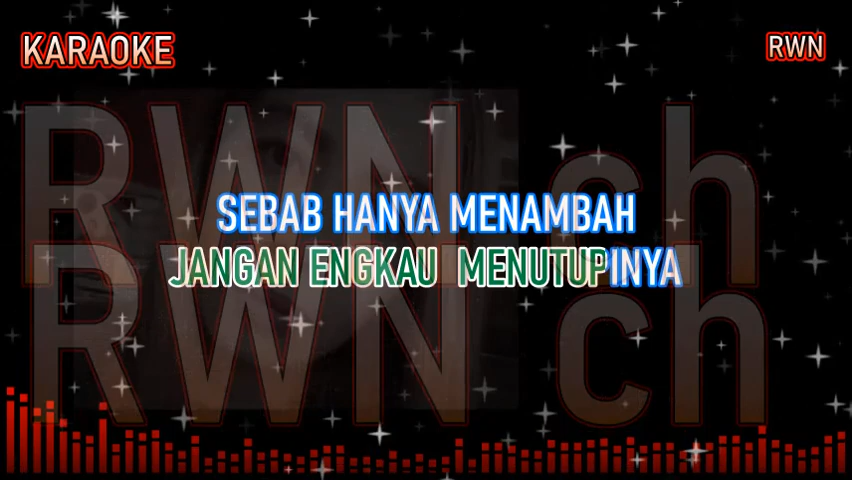 KARAOKE
RWN
RWN ch
SEBAB HANYA MENAMBAH
JANGAN ENGKAU  MENUTUPINYA
RWN ch